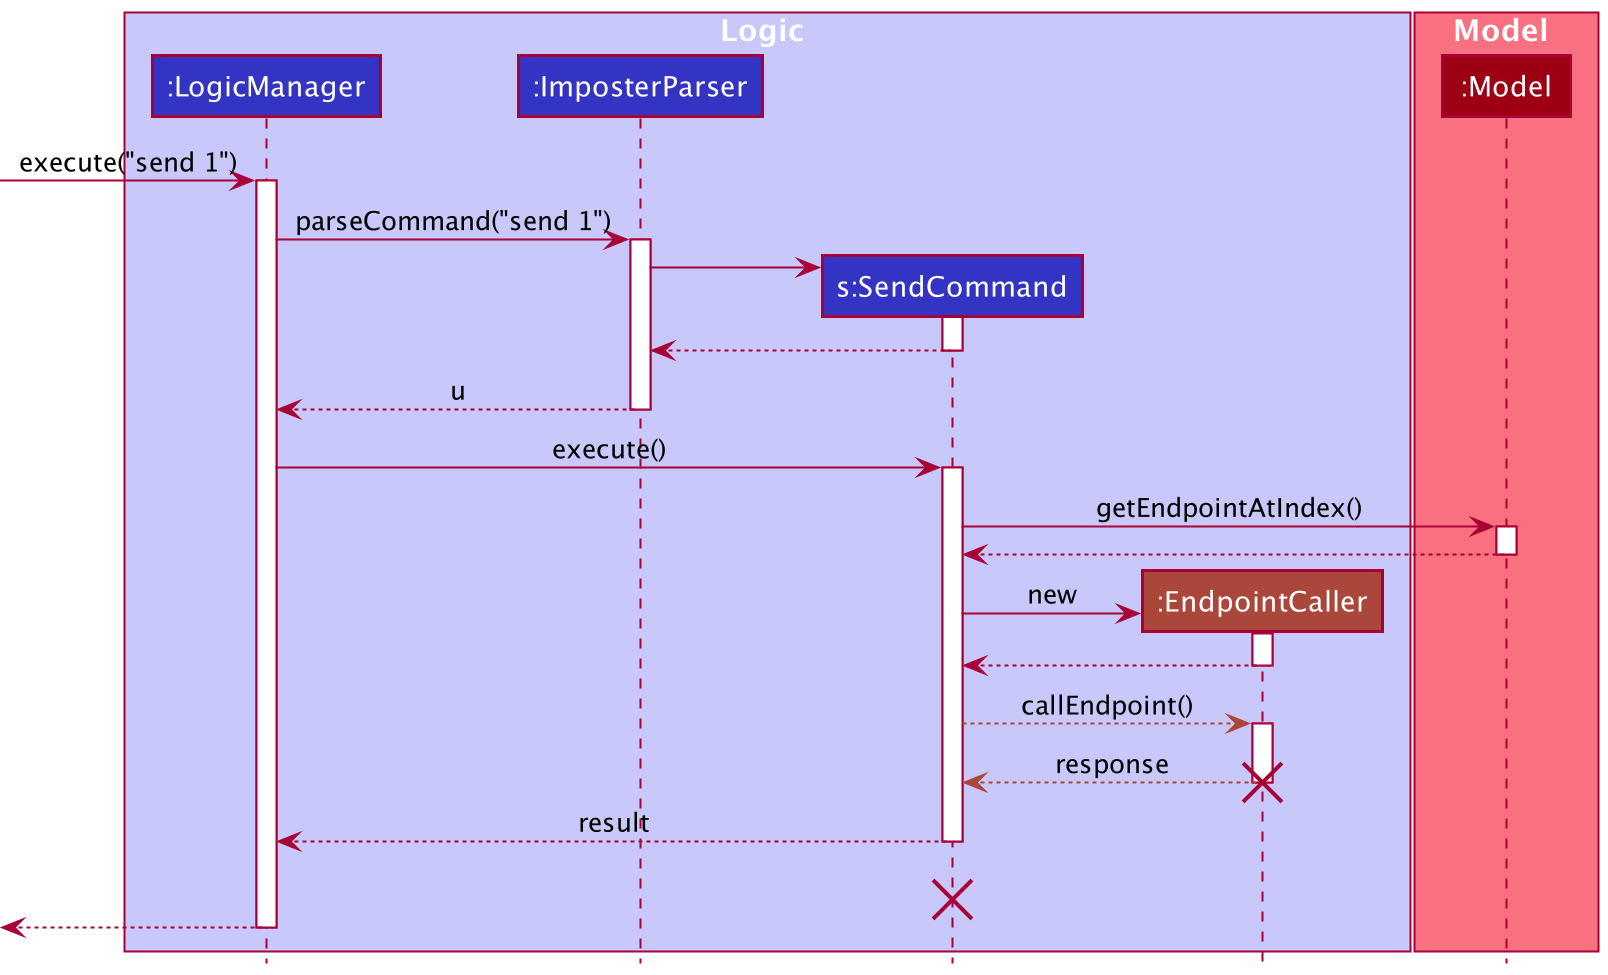 Logic
Model
:LogicManager
:ImposterParser
:Model
execute("send 1")
parseCommand("send 1")
s:SendCommand
u
execute()
getEndpointAtIndex()
new
:EndpointCaller
callEndpoint()
response
result